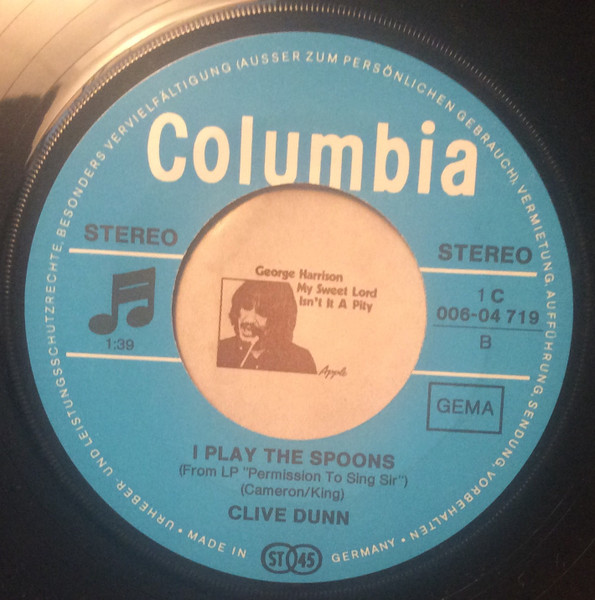 URHEBER- UND LEISTUNGSSCHUTZRECHTE, BESONDERS VERVIELFÄLTIGUNG (AUSSER ZUM PERSÖNLICHEN GEBRAUCH), VERMIETUNG, AUFFÜHRUNG, SENDUNG, VORBEHALTEN
Columbia
STEREO
STEREO
1 C
006-04 719
B
1:39
George Harrison
My Sweet Lord
Isn't It A Pity
Apple
GEMA
I PLAY THE SPOONS
(From LP "Permission To Sing Sir")
(Cameron/King)
CLIVE DUNN
• MADE IN GERMANY •
ST 45